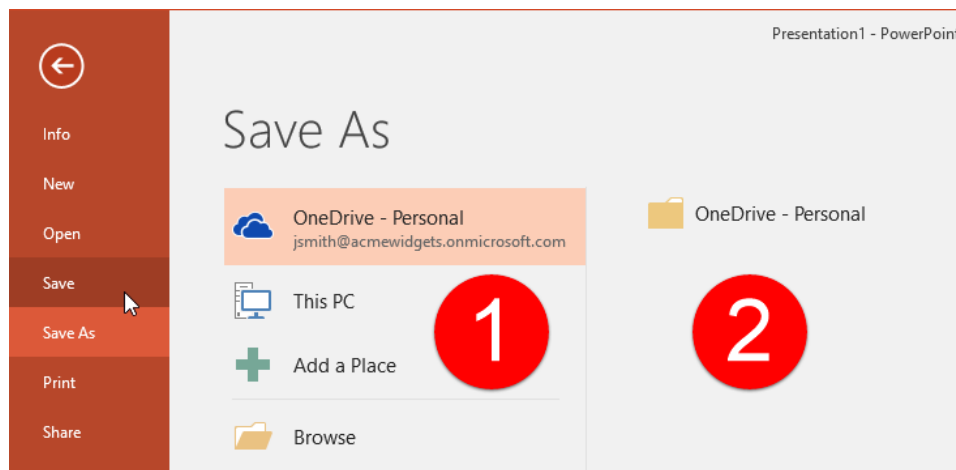 Presentation1 - PowerPoint
Info
New
Open
Save
Save As
Print
Share
Save As
OneDrive - Personal
jsmith@acmewidgets.onmicrosoft.com
This PC
Add a Place
Browse
1
OneDrive - Personal
2